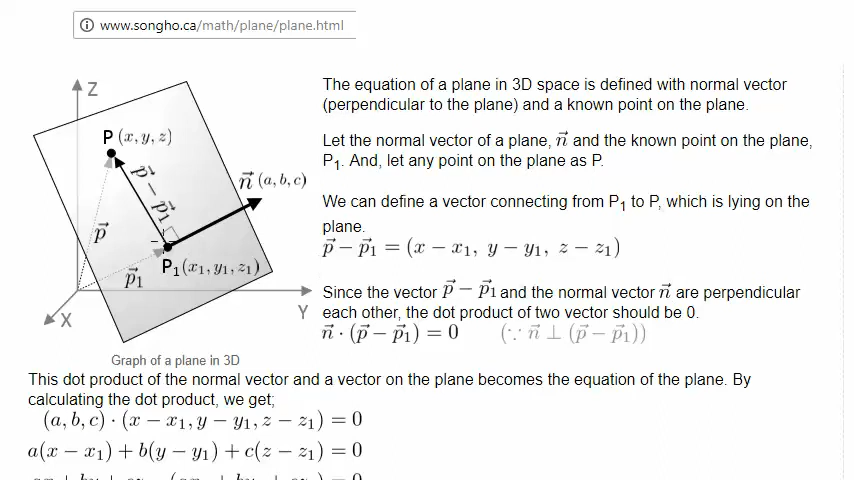 www.songho.ca/math/plane/plane.html
Z
P (x, y, z)
p⃗ − p⃗₁
n⃗ (a, b, c)
p⃗
P₁(x₁, y₁, z₁)
p⃗₁
X
Y
Graph of a plane in 3D
The equation of a plane in 3D space is defined with normal vector
(perpendicular to the plane) and a known point on the plane.
Let the normal vector of a plane, n⃗ and the known point on the plane,
P₁. And, let any point on the plane as P.
We can define a vector connecting from P₁ to P, which is lying on the
plane.
p⃗ − p⃗₁ = (x − x₁, y − y₁, z − z₁)
Since the vector p⃗ − p⃗₁ and the normal vector n⃗ are perpendicular
each other, the dot product of two vector should be 0.
n⃗ · (p⃗ − p⃗₁) = 0 (∵ n⃗ ⊥ (p⃗ − p⃗₁))
This dot product of the normal vector and a vector on the plane becomes the equation of the plane. By
calculating the dot product, we get;
(a, b, c) · (x − x₁, y − y₁, z − z₁) = 0
a(x − x₁) + b(y − y₁) + c(z − z₁) = 0